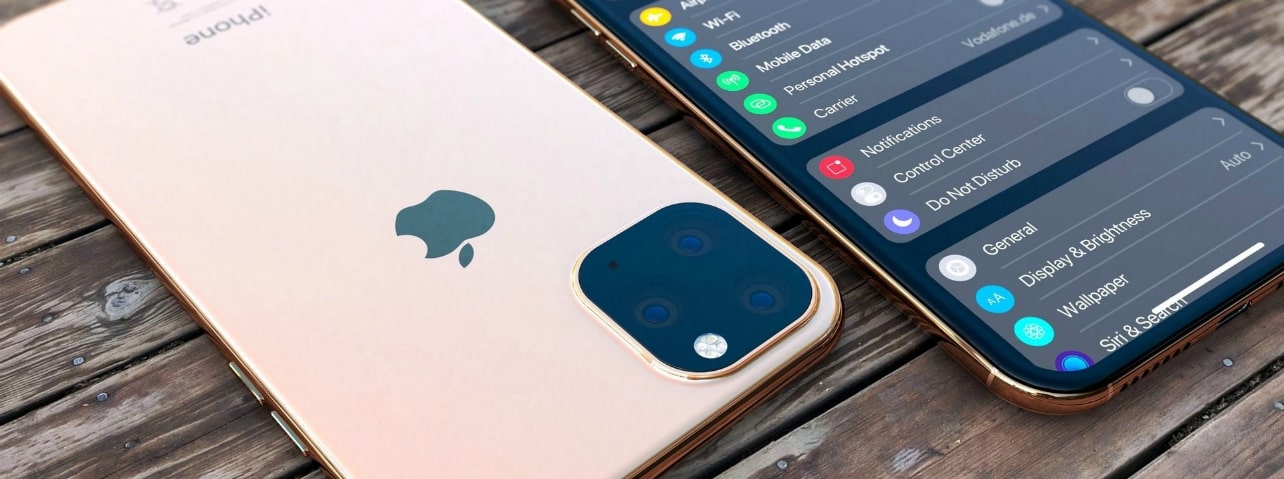 iPhone
Wi-Fi
Bluetooth
Mobile Data
Personal Hotspot
Carrier Vodafone.de
Notifications
Control Center
Do Not Disturb
General
Display & Brightness Auto
AA
Wallpaper
Siri & Search